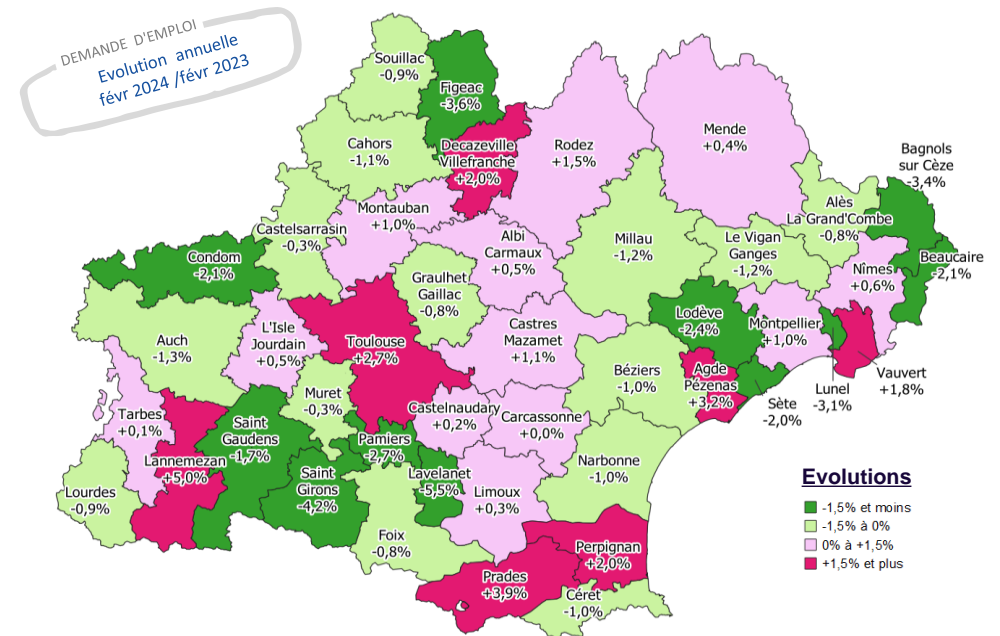 DEMANDE D'EMPLOI
Evolution annuelle
févr 2024 /févr 2023
Souillac
-0,9%
Figeac
-3,6%
Cahors
-1,1%
Decazeville
Villefranche
+2,0%
Rodez
+1,5%
Mende
+0,4%
Bagnols
sur Cèze
-3,4%
Montauban
+1,0%
Castelsarrasin
-0,3%
Albi
Carmaux
+0,5%
Millau
-1,2%
Le Vigan
Ganges
-1,2%
Alès
La Grand'Combe
-0,8%
Condom
-2,1%
Graulhet
Gaillac
-0,8%
Nîmes
+0,6%
Beaucaire
-2,1%
Auch
-1,3%
L'Isle
Jourdain
+0,5%
Toulouse
+2,7%
Castres
Mazamet
+1,1%
Lodève
-2,4%
Montpellier
+1,0%
Béziers
-1,0%
Agde
Pézenas
+3,2%
Sète
-2,0%
Lunel
-3,1%
Vauvert
+1,8%
Muret
-0,3%
Tarbes
+0,1%
Castelnaudary
+0,2%
Carcassonne
+0,0%
Saint
Gaudens
-1,7%
Pamiers
-2,7%
Lannemezan
+5,0%
Saint
Girons
-4,2%
Lavelanet
-5,5%
Narbonne
-1,0%
Lourdes
-0,9%
Limoux
+0,3%
Foix
-0,8%
Perpignan
+2,0%
Prades
+3,9%
Céret
-1,0%
Evolutions
-1,5% et moins
-1,5% à 0%
0% à +1,5%
+1,5% et plus